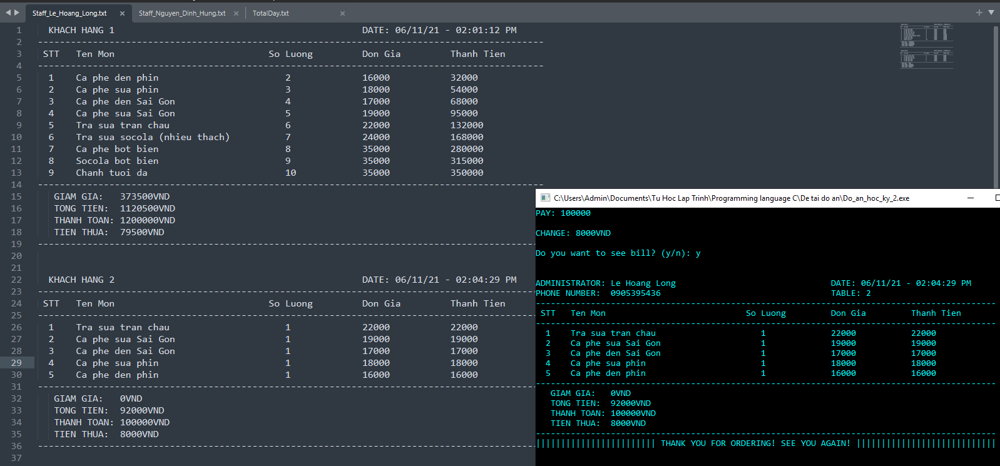 Staff_Le_Hoang_Long.txt × Staff_Nguyen_Dinh_Hung.txt × TotalDay.txt ×
1 KHACH HANG 1 DATE: 06/11/21 - 02:01:12 PM
2 --------------------------------------------------------------------------------------------
3 STT Ten Mon So Luong Don Gia Thanh Tien
4 --------------------------------------------------------------------------------------------
5 1 Ca phe den phin 2 16000 32000
6 2 Ca phe sua phin 3 18000 54000
7 3 Ca phe den Sai Gon 4 17000 68000
8 4 Ca phe sua Sai Gon 5 19000 95000
9 5 Tra sua tran chau 6 22000 132000
10 6 Tra sua socola (nhieu thach) 7 24000 168000
11 7 Ca phe bot bien 8 35000 280000
12 8 Socola bot bien 9 35000 315000
13 9 Chanh tuoi da 10 35000 350000
14 --------------------------------------------------------------------------------------------
15 GIAM GIA: 373500VND
16 TONG TIEN: 1120500VND
17 THANH TOAN: 1200000VND
18 TIEN THUA: 79500VND
19 --------------------------------------------------------------------------------------------
20
21
22 KHACH HANG 2 DATE: 06/11/21 - 02:04:29 PM
23 --------------------------------------------------------------------------------------------
24 STT Ten Mon So Luong Don Gia Thanh Tien
25 --------------------------------------------------------------------------------------------
26 1 Tra sua tran chau 1 22000 22000
27 2 Ca phe sua Sai Gon 1 19000 19000
28 3 Ca phe den Sai Gon 1 17000 17000
29 4 Ca phe sua phin 1 18000 18000
30 5 Ca phe den phin 1 16000 16000
31 --------------------------------------------------------------------------------------------
32 GIAM GIA: 0VND
33 TONG TIEN: 92000VND
34 THANH TOAN: 100000VND
35 TIEN THUA: 8000VND
36 --------------------------------------------------------------------------------------------
37
C:\Users\Admin\Documents\Tu Hoc Lap Trinh\Programming language C\De tai do an\Do_an_hoc_ky_2.exe
PAY: 100000
CHANGE: 8000VND
Do you want to see bill? (y/n): y
ADMINISTRATOR: Le Hoang Long DATE: 06/11/21 - 02:04:29 PM
PHONE NUMBER: 0905395436 TABLE: 2
--------------------------------------------------------------------------------------------
STT Ten Mon So Luong Don Gia Thanh Tien
--------------------------------------------------------------------------------------------
1 Tra sua tran chau 1 22000 22000
2 Ca phe sua Sai Gon 1 19000 19000
3 Ca phe den Sai Gon 1 17000 17000
4 Ca phe sua phin 1 18000 18000
5 Ca phe den phin 1 16000 16000
--------------------------------------------------------------------------------------------
GIAM GIA: 0VND
TONG TIEN: 92000VND
THANH TOAN: 100000VND
TIEN THUA: 8000VND
--------------------------------------------------------------------------------------------
|||||||||||||||||||||||| THANK YOU FOR ORDERING! SEE YOU AGAIN! ||||||||||||||||||||||||||||